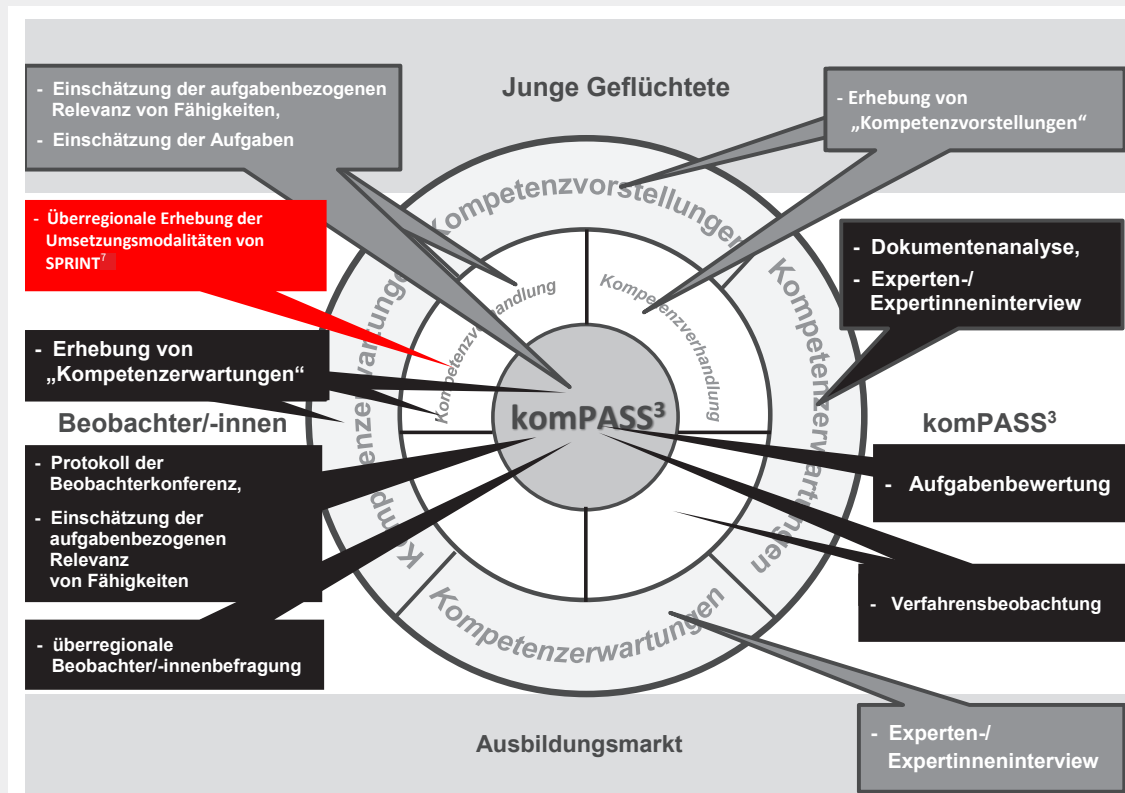 - Einschätzung der aufgabenbezogenen
Relevanz von Fähigkeiten,
- Einschätzung der Aufgaben
Junge Geflüchtete
- Erhebung von
„Kompetenzvorstellungen“
- Überregionale Erhebung der
Umsetzungsmodalitäten von
SPRINT⁷
Kompetenzvorstellungen
- Dokumentenanalyse,
- Experten-/
Expertinneninterview
Kompetenzverhandlung
Kompetenzverhandlung
Kompetenzerwartungen
Kompetenzerwartungen
- Erhebung von
„Kompetenzerwartungen“
Beobachter/-innen
komPASS³
komPASS³
- Protokoll der
Beobachterkonferenz,
- Einschätzung der
aufgabenbezogenen
Relevanz
von Fähigkeiten
- Aufgabenbewertung
- Verfahrensbeobachtung
Kompetenzerwartungen
- überregionale
Beobachter/-innenbefragung
Ausbildungsmarkt
- Experten-/
Expertinneninterview